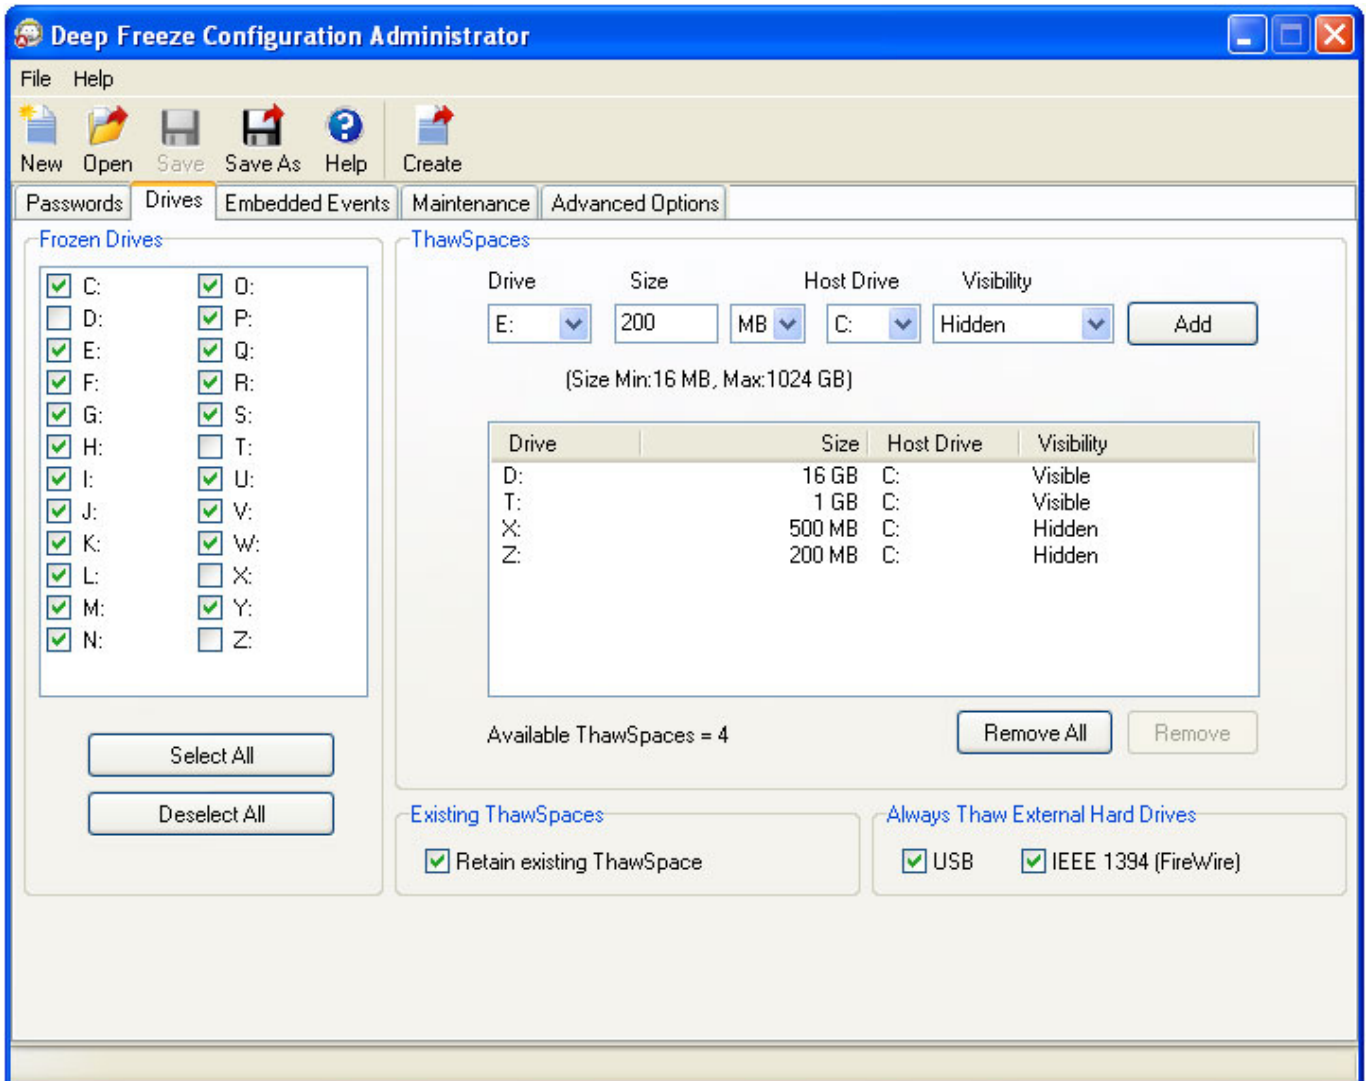 Deep Freeze Configuration Administrator
File Help
New Open Save Save As Help Create
Passwords Drives Embedded Events Maintenance Advanced Options
Frozen Drives
C: O:
D: P:
E: Q:
F: R:
G: S:
H: T:
I: U:
J: V:
K: W:
L: X:
M: Y:
N: Z:
Select All
Deselect All
ThawSpaces
Drive Size Host Drive Visibility
E: 200 MB C: Hidden Add
(Size Min:16 MB, Max:1024 GB)
Drive Size Host Drive Visibility
D: 16 GB C: Visible
T: 1 GB C: Visible
X: 500 MB C: Hidden
Z: 200 MB C: Hidden
Available ThawSpaces = 4 Remove All Remove
Existing ThawSpaces
Retain existing ThawSpace
Always Thaw External Hard Drives
USB IEEE 1394 (FireWire)